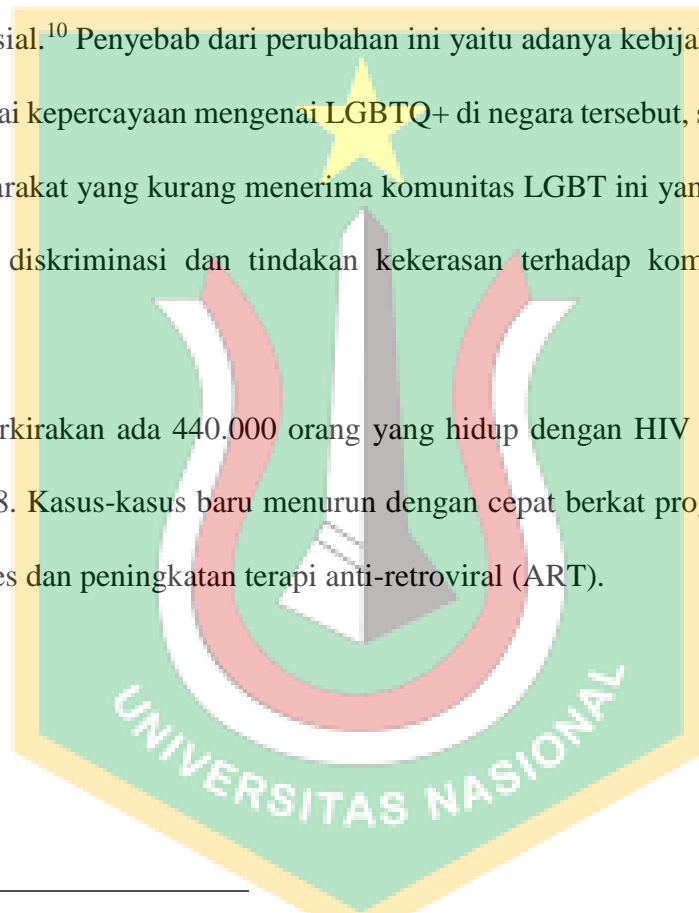 sial.10 Penyebab dari perubahan ini yaitu adanya kebija
ai kepercayaan mengenai LGBTQ+ di negara tersebut, s
arakat yang kurang menerima komunitas LGBT ini yan
diskriminasi dan tindakan kekerasan terhadap kom
rkirakan ada 440.000 orang yang hidup dengan HIV
8. Kasus-kasus baru menurun dengan cepat berkat pro
es dan peningkatan terapi anti-retroviral (ART).
UNIVERSITAS NASIONAL